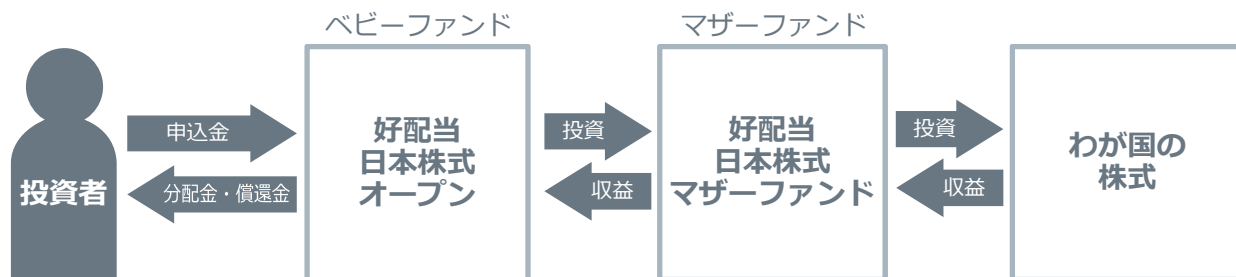 ベビーファンド
マザーファンド
投資者
申込金
分配金・償還金
好配当
日本株式
オープン
投資
収益
好配当
日本株式
マザーファンド
投資
収益
わが国の
株式